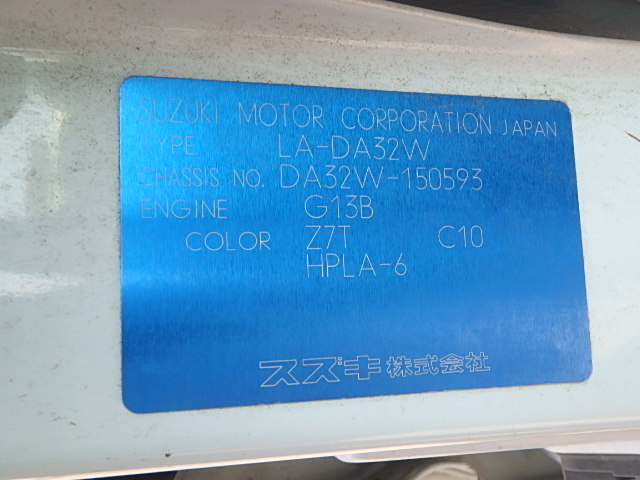 SUZUKI MOTOR CORPORATION JAPAN
TYPE LA-DA32W
CHASSIS NO. DA32W-150593
ENGINE G13B
COLOR Z7T C10
HPLA-6
スズキ株式会社